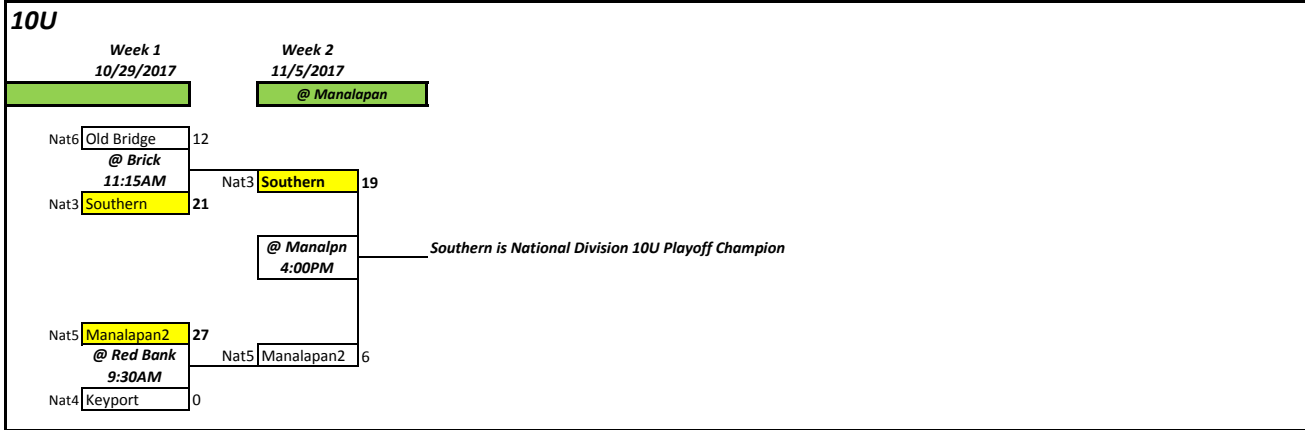 10U
Week 1 Week 2
10/29/2017 11/5/2017
@ Manalapan
Nat6 Old Bridge 12
@ Brick
11:15AM
Nat3 Southern 19
Nat3 Southern 21
@ Manalpn
4:00PM
Southern is National Division 10U Playoff Champion
Nat5 Manalapan2 27
@ Red Bank
Nat5 Manalapan2 6
9:30AM
Nat4 Keyport 0